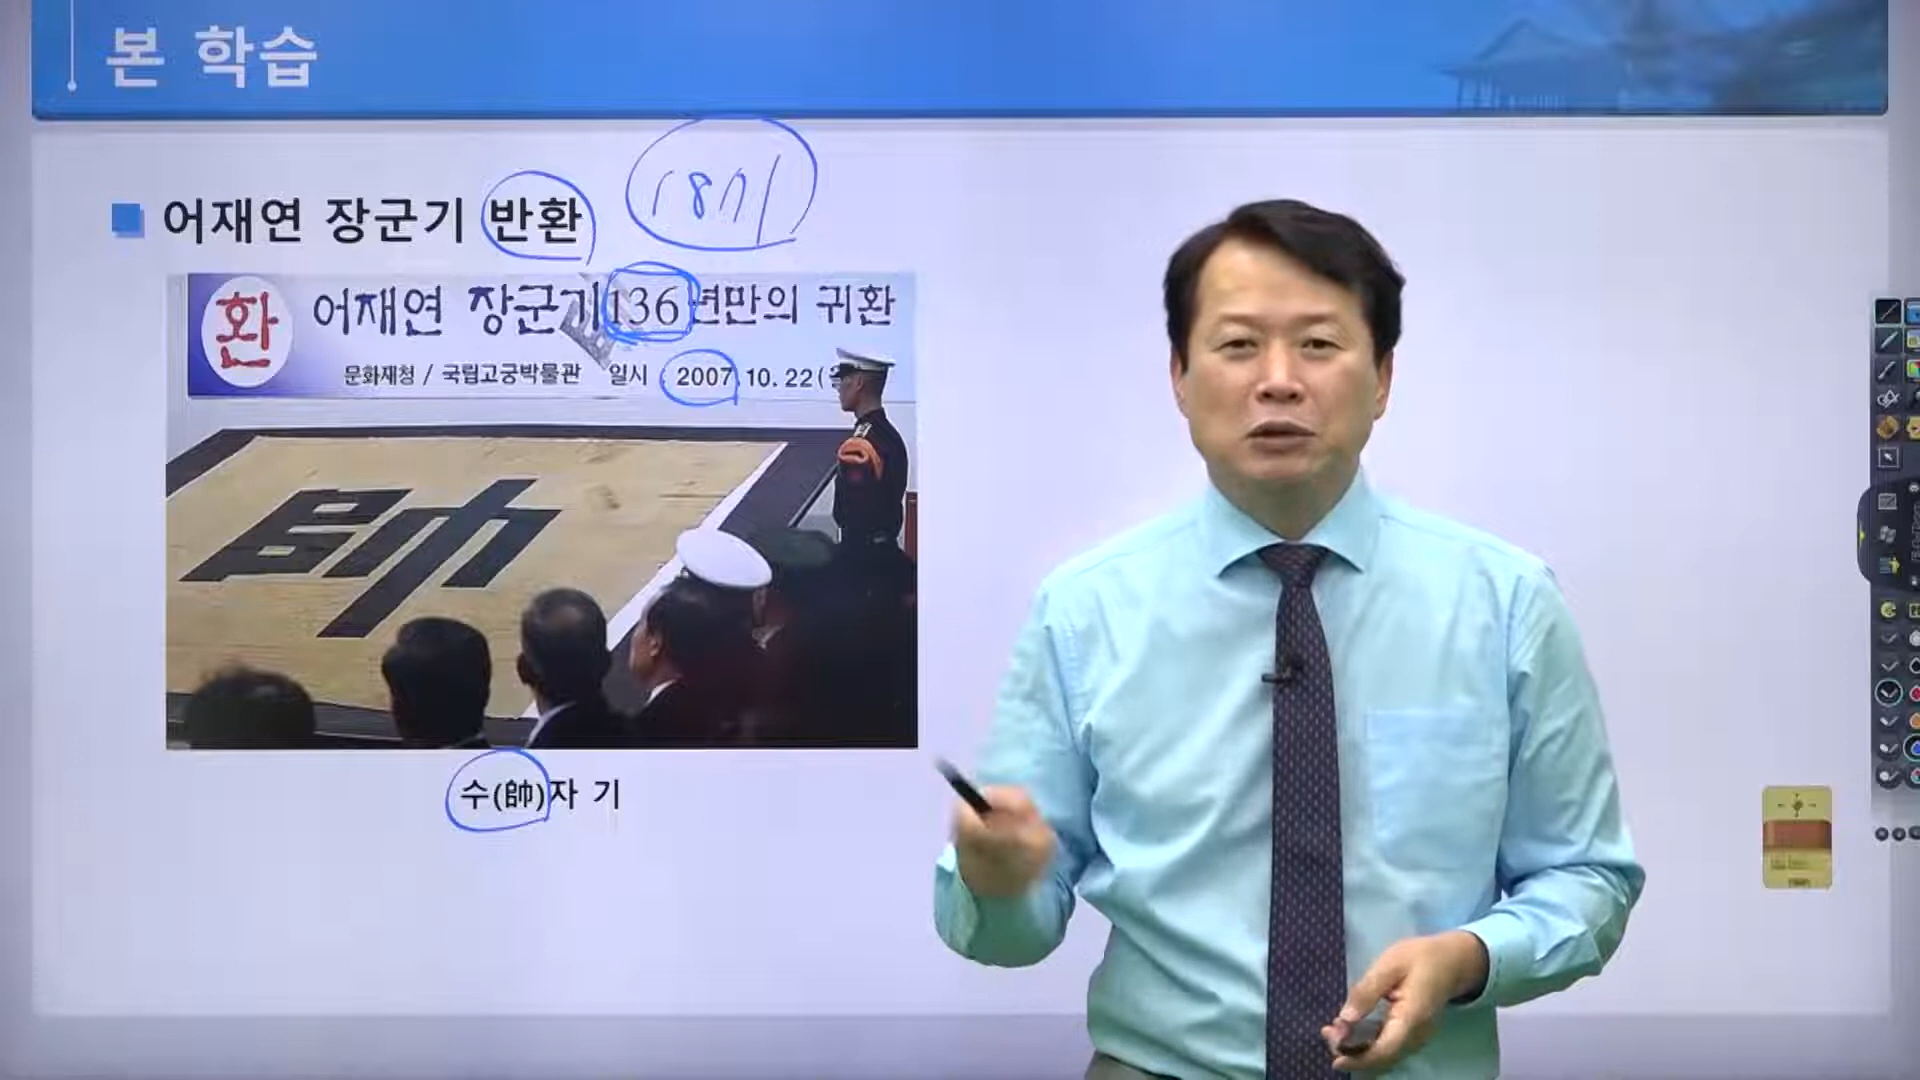 본 학습
1871
어재연 장군기 반환
환 어재연 장군기 136년만의 귀환
문화재청 / 국립고궁박물관 일시 : 2007. 10. 22 (
帥
수(帥)자 기